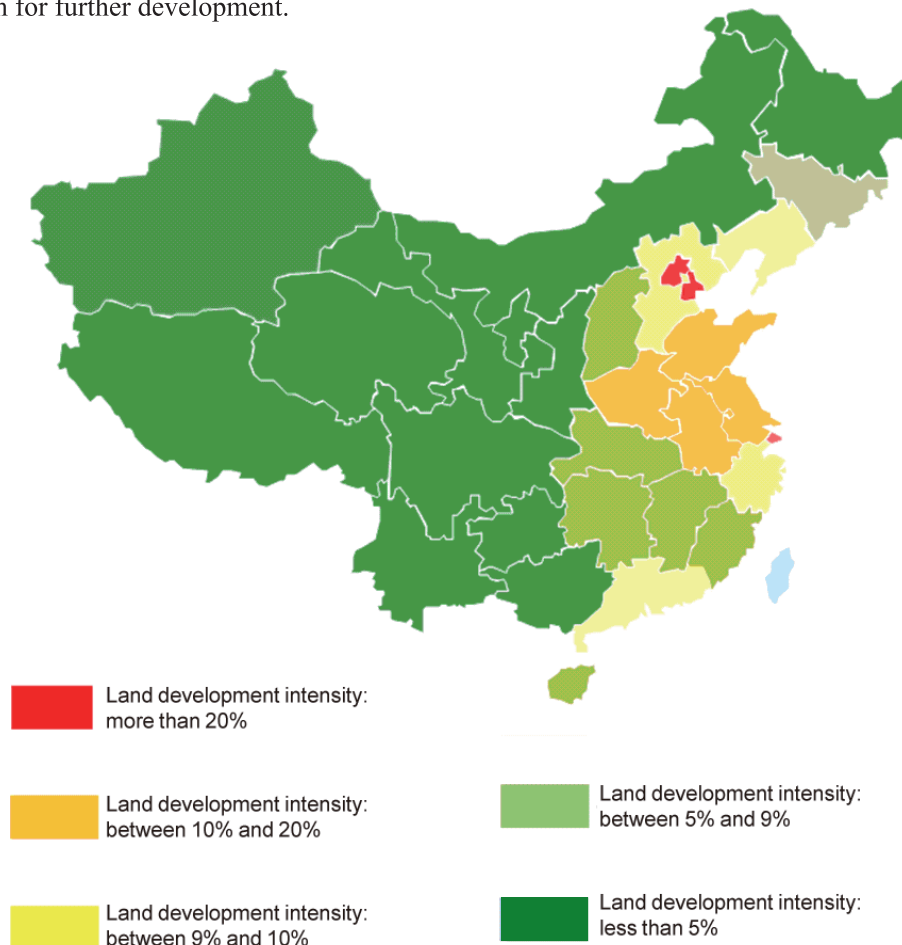 for further development.
Land development intensity:
more than 20%
Land development intensity:
between 10% and 20%
Land development intensity:
between 9% and 10%
Land development intensity:
between 5% and 9%
Land development intensity:
less than 5%